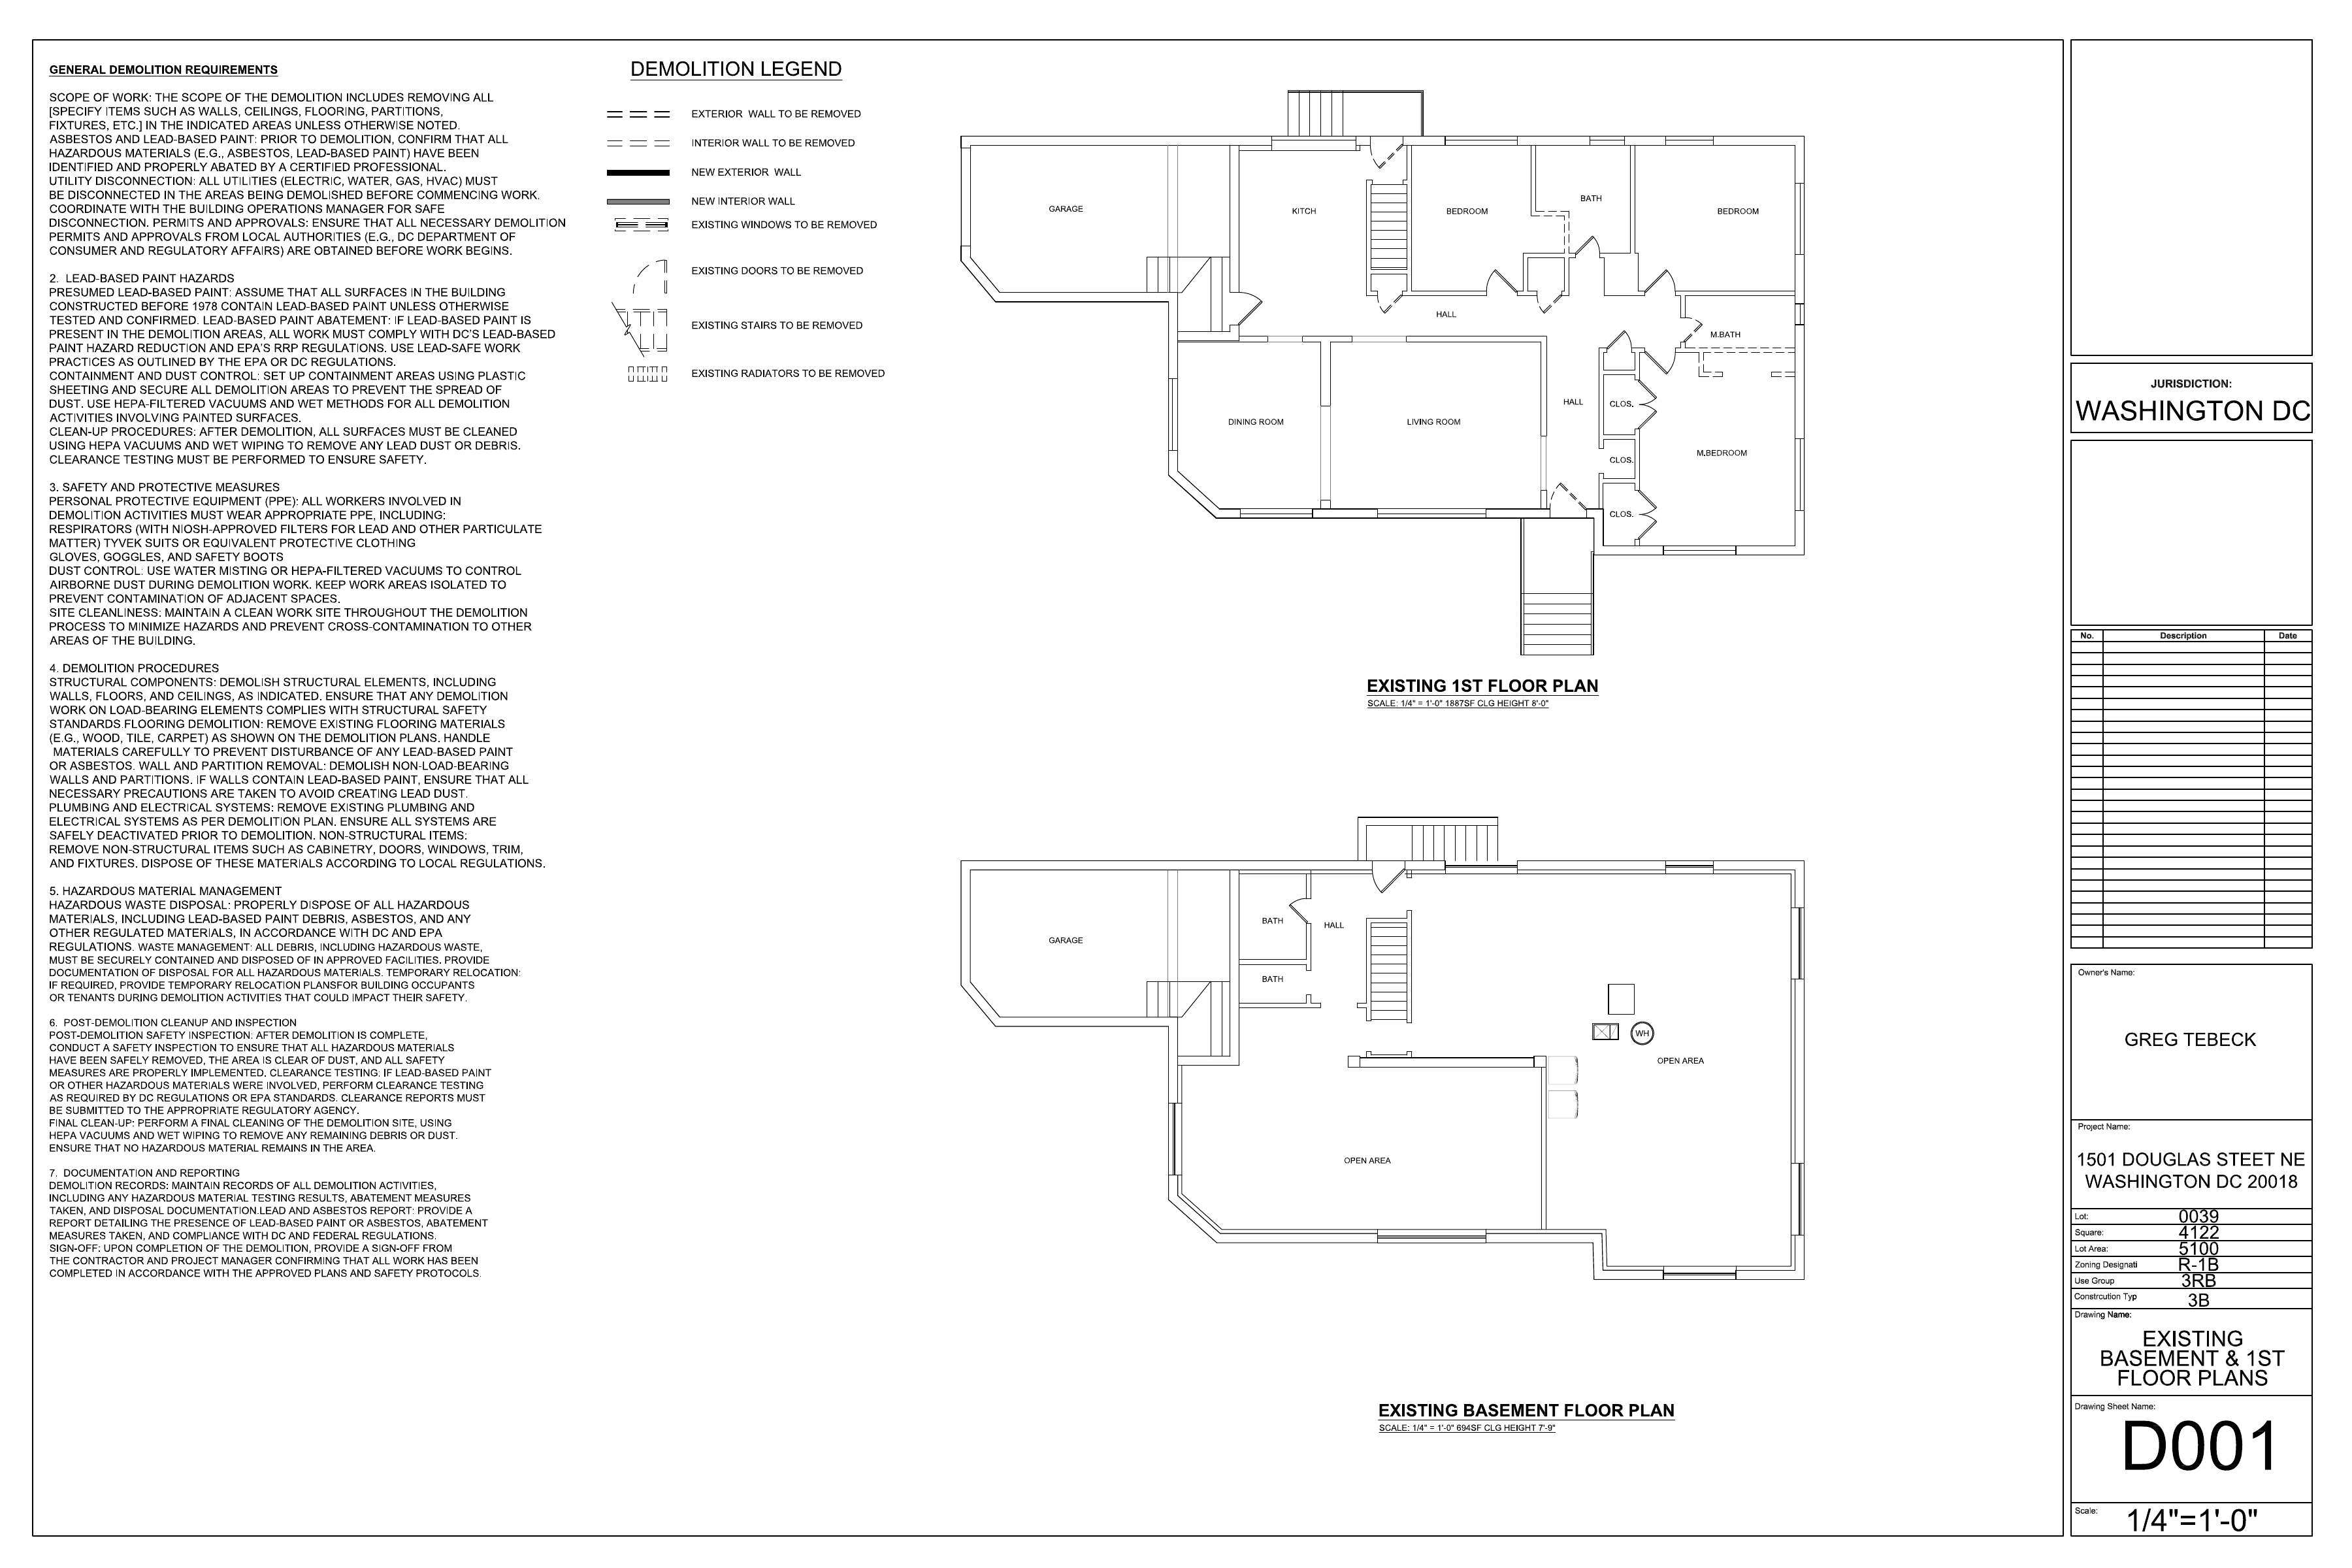 GENERAL DEMOLITION REQUIREMENTS
SCOPE OF WORK: THE SCOPE OF THE DEMOLITION INCLUDES REMOVING ALL
[SPECIFY ITEMS SUCH AS WALLS, CEILINGS, FLOORING, PARTITIONS,
FIXTURES, ETC.] IN THE INDICATED AREAS UNLESS OTHERWISE NOTED.
ASBESTOS AND LEAD-BASED PAINT: PRIOR TO DEMOLITION, CONFIRM THAT ALL
HAZARDOUS MATERIALS (E.G., ASBESTOS, LEAD-BASED PAINT) HAVE BEEN
IDENTIFIED AND PROPERLY ABATED BY A CERTIFIED PROFESSIONAL.
UTILITY DISCONNECTION: ALL UTILITIES (ELECTRIC, WATER, GAS, HVAC) MUST
BE DISCONNECTED IN THE AREAS BEING DEMOLISHED BEFORE COMMENCING WORK.
COORDINATE WITH THE BUILDING OPERATIONS MANAGER FOR SAFE
DISCONNECTION. PERMITS AND APPROVALS: ENSURE THAT ALL NECESSARY DEMOLITION
PERMITS AND APPROVALS FROM LOCAL AUTHORITIES (E.G., DC DEPARTMENT OF
CONSUMER AND REGULATORY AFFAIRS) ARE OBTAINED BEFORE WORK BEGINS.
2. LEAD-BASED PAINT HAZARDS
PRESUMED LEAD-BASED PAINT: ASSUME THAT ALL SURFACES IN THE BUILDING
CONSTRUCTED BEFORE 1978 CONTAIN LEAD-BASED PAINT UNLESS OTHERWISE
TESTED AND CONFIRMED. LEAD-BASED PAINT ABATEMENT: IF LEAD-BASED PAINT IS
PRESENT IN THE DEMOLITION AREAS, ALL WORK MUST COMPLY WITH DC'S LEAD-BASED
PAINT HAZARD REDUCTION AND EPA'S RRP REGULATIONS. USE LEAD-SAFE WORK
PRACTICES AS OUTLINED BY THE EPA OR DC REGULATIONS.
CONTAINMENT AND DUST CONTROL: SET UP CONTAINMENT AREAS USING PLASTIC
SHEETING AND SECURE ALL DEMOLITION AREAS TO PREVENT THE SPREAD OF
DUST. USE HEPA-FILTERED VACUUMS AND WET METHODS FOR ALL DEMOLITION
ACTIVITIES INVOLVING PAINTED SURFACES.
CLEAN-UP PROCEDURES: AFTER DEMOLITION, ALL SURFACES MUST BE CLEANED
USING HEPA VACUUMS AND WET WIPING TO REMOVE ANY LEAD DUST OR DEBRIS.
CLEARANCE TESTING MUST BE PERFORMED TO ENSURE SAFETY.
3. SAFETY AND PROTECTIVE MEASURES
PERSONAL PROTECTIVE EQUIPMENT (PPE): ALL WORKERS INVOLVED IN
DEMOLITION ACTIVITIES MUST WEAR APPROPRIATE PPE, INCLUDING:
RESPIRATORS (WITH NIOSH-APPROVED FILTERS FOR LEAD AND OTHER PARTICULATE
MATTER) TYVEK SUITS OR EQUIVALENT PROTECTIVE CLOTHING
GLOVES, GOGGLES, AND SAFETY BOOTS
DUST CONTROL: USE WATER MISTING OR HEPA-FILTERED VACUUMS TO CONTROL
AIRBORNE DUST DURING DEMOLITION WORK. KEEP WORK AREAS ISOLATED TO
PREVENT CONTAMINATION OF ADJACENT SPACES.
SITE CLEANLINESS: MAINTAIN A CLEAN WORK SITE THROUGHOUT THE DEMOLITION
PROCESS TO MINIMIZE HAZARDS AND PREVENT CROSS-CONTAMINATION TO OTHER
AREAS OF THE BUILDING.
4. DEMOLITION PROCEDURES
STRUCTURAL COMPONENTS: DEMOLISH STRUCTURAL ELEMENTS, INCLUDING
WALLS, FLOORS, AND CEILINGS, AS INDICATED. ENSURE THAT ANY DEMOLITION
WORK ON LOAD-BEARING ELEMENTS COMPLIES WITH STRUCTURAL SAFETY
STANDARDS.FLOORING DEMOLITION: REMOVE EXISTING FLOORING MATERIALS
(E.G., WOOD, TILE, CARPET) AS SHOWN ON THE DEMOLITION PLANS. HANDLE
MATERIALS CAREFULLY TO PREVENT DISTURBANCE OF ANY LEAD-BASED PAINT
OR ASBESTOS. WALL AND PARTITION REMOVAL: DEMOLISH NON-LOAD-BEARING
WALLS AND PARTITIONS. IF WALLS CONTAIN LEAD-BASED PAINT, ENSURE THAT ALL
NECESSARY PRECAUTIONS ARE TAKEN TO AVOID CREATING LEAD DUST.
PLUMBING AND ELECTRICAL SYSTEMS: REMOVE EXISTING PLUMBING AND
ELECTRICAL SYSTEMS AS PER DEMOLITION PLAN. ENSURE ALL SYSTEMS ARE
SAFELY DEACTIVATED PRIOR TO DEMOLITION. NON-STRUCTURAL ITEMS:
REMOVE NON-STRUCTURAL ITEMS SUCH AS CABINETRY, DOORS, WINDOWS, TRIM,
AND FIXTURES. DISPOSE OF THESE MATERIALS ACCORDING TO LOCAL REGULATIONS.
5. HAZARDOUS MATERIAL MANAGEMENT
HAZARDOUS WASTE DISPOSAL: PROPERLY DISPOSE OF ALL HAZARDOUS
MATERIALS, INCLUDING LEAD-BASED PAINT DEBRIS, ASBESTOS, AND ANY
OTHER REGULATED MATERIALS, IN ACCORDANCE WITH DC AND EPA
REGULATIONS. WASTE MANAGEMENT: ALL DEBRIS, INCLUDING HAZARDOUS WASTE,
MUST BE SECURELY CONTAINED AND DISPOSED OF IN APPROVED FACILITIES. PROVIDE
DOCUMENTATION OF DISPOSAL FOR ALL HAZARDOUS MATERIALS. TEMPORARY RELOCATION:
IF REQUIRED, PROVIDE TEMPORARY RELOCATION PLANSFOR BUILDING OCCUPANTS
OR TENANTS DURING DEMOLITION ACTIVITIES THAT COULD IMPACT THEIR SAFETY.
6. POST-DEMOLITION CLEANUP AND INSPECTION
POST-DEMOLITION SAFETY INSPECTION: AFTER DEMOLITION IS COMPLETE,
CONDUCT A SAFETY INSPECTION TO ENSURE THAT ALL HAZARDOUS MATERIALS
HAVE BEEN SAFELY REMOVED, THE AREA IS CLEAR OF DUST, AND ALL SAFETY
MEASURES ARE PROPERLY IMPLEMENTED. CLEARANCE TESTING: IF LEAD-BASED PAINT
OR OTHER HAZARDOUS MATERIALS WERE INVOLVED, PERFORM CLEARANCE TESTING
AS REQUIRED BY DC REGULATIONS OR EPA STANDARDS. CLEARANCE REPORTS MUST
BE SUBMITTED TO THE APPROPRIATE REGULATORY AGENCY.
FINAL CLEAN-UP: PERFORM A FINAL CLEANING OF THE DEMOLITION SITE, USING
HEPA VACUUMS AND WET WIPING TO REMOVE ANY REMAINING DEBRIS OR DUST.
ENSURE THAT NO HAZARDOUS MATERIAL REMAINS IN THE AREA.
7. DOCUMENTATION AND REPORTING
DEMOLITION RECORDS: MAINTAIN RECORDS OF ALL DEMOLITION ACTIVITIES,
INCLUDING ANY HAZARDOUS MATERIAL TESTING RESULTS, ABATEMENT MEASURES
TAKEN, AND DISPOSAL DOCUMENTATION.LEAD AND ASBESTOS REPORT: PROVIDE A
REPORT DETAILING THE PRESENCE OF LEAD-BASED PAINT OR ASBESTOS, ABATEMENT
MEASURES TAKEN, AND COMPLIANCE WITH DC AND FEDERAL REGULATIONS.
SIGN-OFF: UPON COMPLETION OF THE DEMOLITION, PROVIDE A SIGN-OFF FROM
THE CONTRACTOR AND PROJECT MANAGER CONFIRMING THAT ALL WORK HAS BEEN
COMPLETED IN ACCORDANCE WITH THE APPROVED PLANS AND SAFETY PROTOCOLS.
DEMOLITION LEGEND
EXTERIOR WALL TO BE REMOVED
INTERIOR WALL TO BE REMOVED
NEW EXTERIOR WALL
NEW INTERIOR WALL
EXISTING WINDOWS TO BE REMOVED
EXISTING DOORS TO BE REMOVED
EXISTING STAIRS TO BE REMOVED
EXISTING RADIATORS TO BE REMOVED
GARAGE
KITCH
BEDROOM
BATH
BEDROOM
HALL
M.BATH
HALL
CLOS.
DINING ROOM
LIVING ROOM
M.BEDROOM
CLOS.
CLOS.
EXISTING 1ST FLOOR PLAN
SCALE: 1/4" = 1'-0" 1887SF CLG HEIGHT 8'-0"
BATH
HALL
GARAGE
BATH
WH
OPEN AREA
OPEN AREA
EXISTING BASEMENT FLOOR PLAN
SCALE: 1/4" = 1'-0" 694SF CLG HEIGHT 7'-9"
JURISDICTION:
WASHINGTON DC
No. Description Date
Owner's Name:
GREG TEBECK
Project Name:
1501 DOUGLAS STEET NE
WASHINGTON DC 20018
Lot: 0039
Square: 4122
Lot Area: 5100
Zoning Designati R-1B
Use Group 3RB
Constrcution Typ 3B
Drawing Name:
EXISTING
BASEMENT & 1ST
FLOOR PLANS
Drawing Sheet Name:
D001
Scale: 1/4"=1'-0"